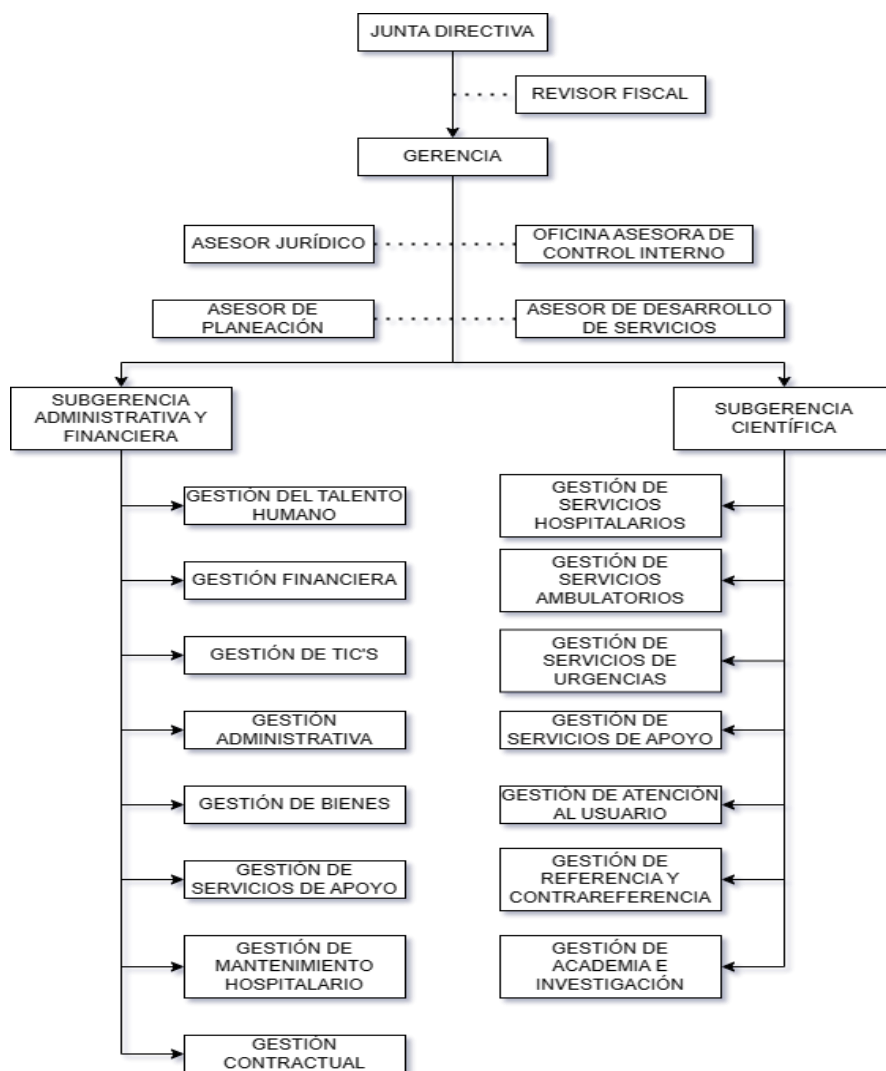 JUNTA DIRECTIVA
REVISOR FISCAL
GERENCIA
ASESOR JURÍDICO
OFICINA ASESORA DE
CONTROL INTERNO
ASESOR DE
PLANEACIÓN
ASESOR DE DESARROLLO
DE SERVICIOS
SUBGERENCIA
ADMINISTRATIVA Y
FINANCIERA
SUBGERENCIA
CIENTÍFICA
GESTIÓN DEL TALENTO
HUMANO
GESTIÓN FINANCIERA
GESTIÓN DE TIC'S
GESTIÓN
ADMINISTRATIVA
GESTIÓN DE BIENES
GESTIÓN DE
SERVICIOS DE APOYO
GESTIÓN DE
MANTENIMIENTO
HOSPITALARIO
GESTIÓN
CONTRACTUAL
GESTIÓN DE
SERVICIOS
HOSPITALARIOS
GESTIÓN DE
SERVICIOS
AMBULATORIOS
GESTIÓN DE
SERVICIOS DE
URGENCIAS
GESTIÓN DE
SERVICIOS DE APOYO
GESTIÓN DE ATENCIÓN
AL USUARIO
GESTIÓN DE
REFERENCIA Y
CONTRAREFERENCIA
GESTIÓN DE
ACADEMIA E
INVESTIGACIÓN